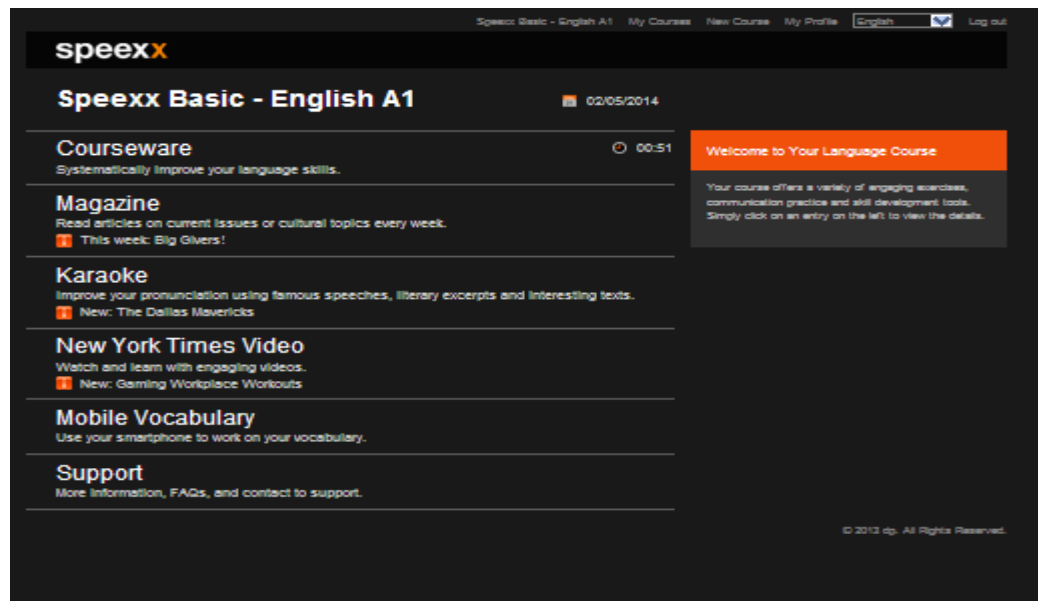 Speexx Basic - English A1 My Courses New Course My Profile English Log out
speexx
Speexx Basic - English A1 02/05/2014
Courseware 00:51
Systematically improve your language skills.
Magazine
Read articles on current issues or cultural topics every week.
This week: Big Givers!
Karaoke
Improve your pronunciation using famous speeches, literary excerpts and interesting texts.
New: The Dallas Mavericks
New York Times Video
Watch and learn with engaging videos.
New: Gaming Workplace Workouts
Mobile Vocabulary
Use your smartphone to work on your vocabulary.
Support
More information, FAQs, and contact to support.
Welcome to Your Language Course
Your course offers a variety of engaging exercises,
communication practice and skill development tools.
Simply click on an entry on the left to view the details.
© 2013 dp. All Rights Reserved.